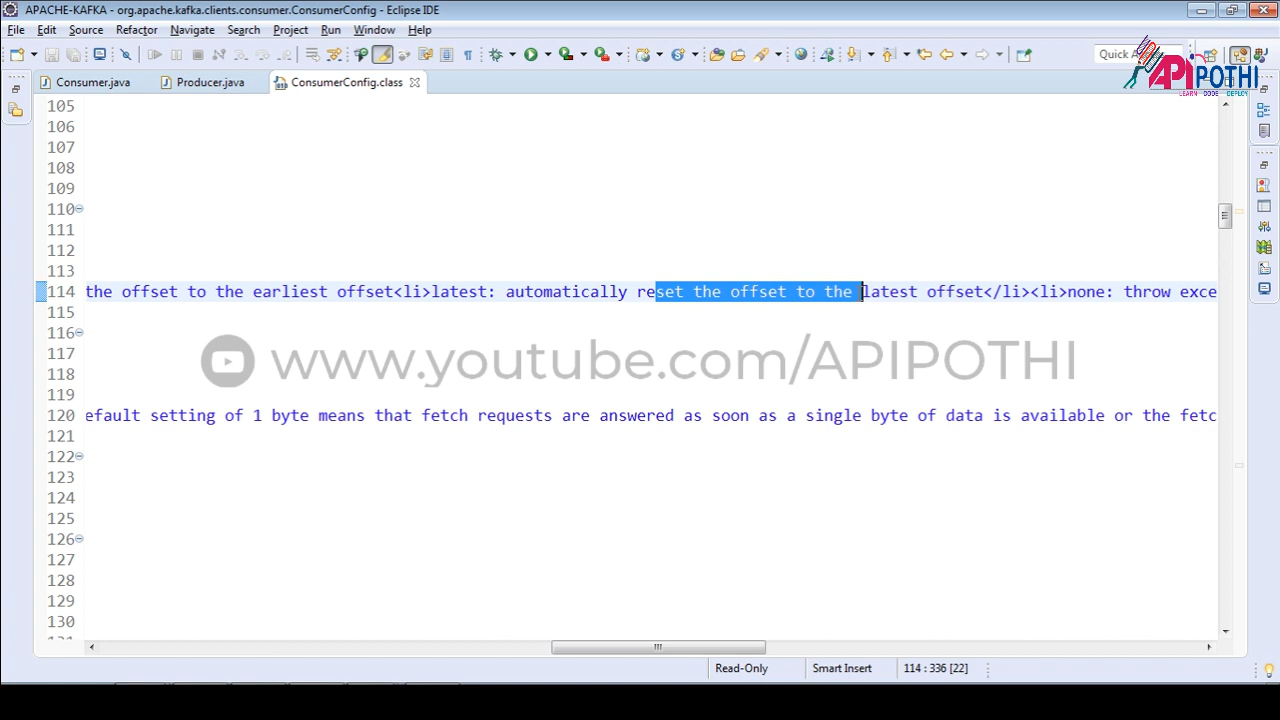 APACHE-KAFKA - org.apache.kafka.clients.consumer.ConsumerConfig - Eclipse IDE
File Edit Source Refactor Navigate Search Project Run Window Help
Quick A
APIPOTHI
LEARN CODE DEPLOY
Consumer.java Producer.java ConsumerConfig.class
105
106
107
108
109
110
111
112
113
114 the offset to the earliest offset<li>latest: automatically reset the offset to the latest offset</li><li>none: throw exce
115
116
www.youtube.com/APIPOTHI
117
118
119
120 efault setting of 1 byte means that fetch requests are answered as soon as a single byte of data is available or the fetc
121
122
123
124
125
126
127
128
129
130
131
Read-Only Smart Insert 114 : 336 [22]